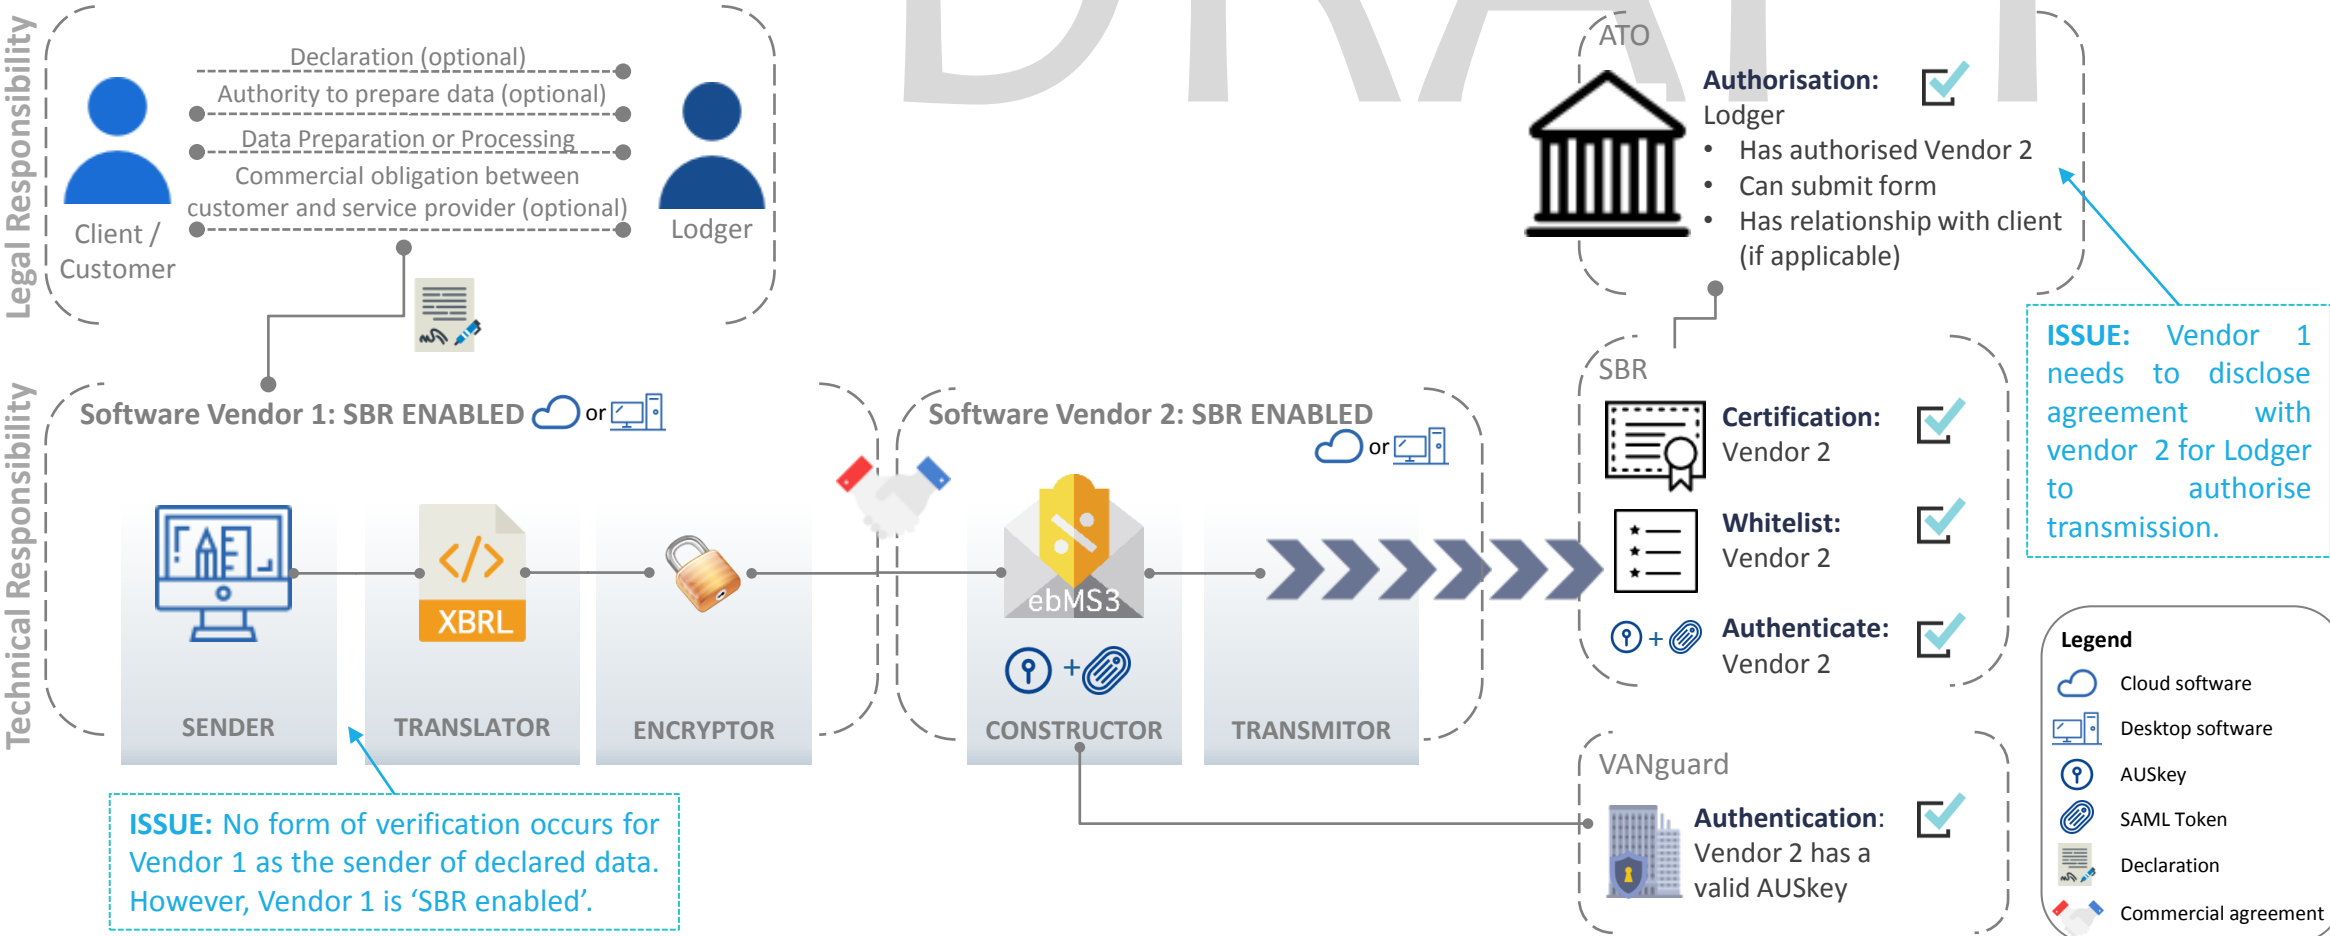 DRAFT
Legal Responsibility
Declaration (optional)
Authority to prepare data (optional)
Data Preparation or Processing
Commercial obligation between
customer and service provider (optional)
Client /
Customer
Lodger
ATO
Authorisation:
Lodger
• Has authorised Vendor 2
• Can submit form
• Has relationship with client
(if applicable)
ISSUE: Vendor 1
needs to disclose
agreement with
vendor 2 for Lodger
to authorise
transmission.
Technical Responsibility
Software Vendor 1: SBR ENABLED
or
XBRL
SENDER
TRANSLATOR
ENCRYPTOR
Software Vendor 2: SBR ENABLED
or
ebMS3
+
CONSTRUCTOR
TRANSMITOR
SBR
Certification:
Vendor 2
Whitelist:
Vendor 2
+
Authenticate:
Vendor 2
VANguard
Authentication:
Vendor 2 has a
valid AUSkey
ISSUE: No form of verification occurs for
Vendor 1 as the sender of declared data.
However, Vendor 1 is ‘SBR enabled’.
Legend
Cloud software
Desktop software
AUSkey
SAML Token
Declaration
Commercial agreement